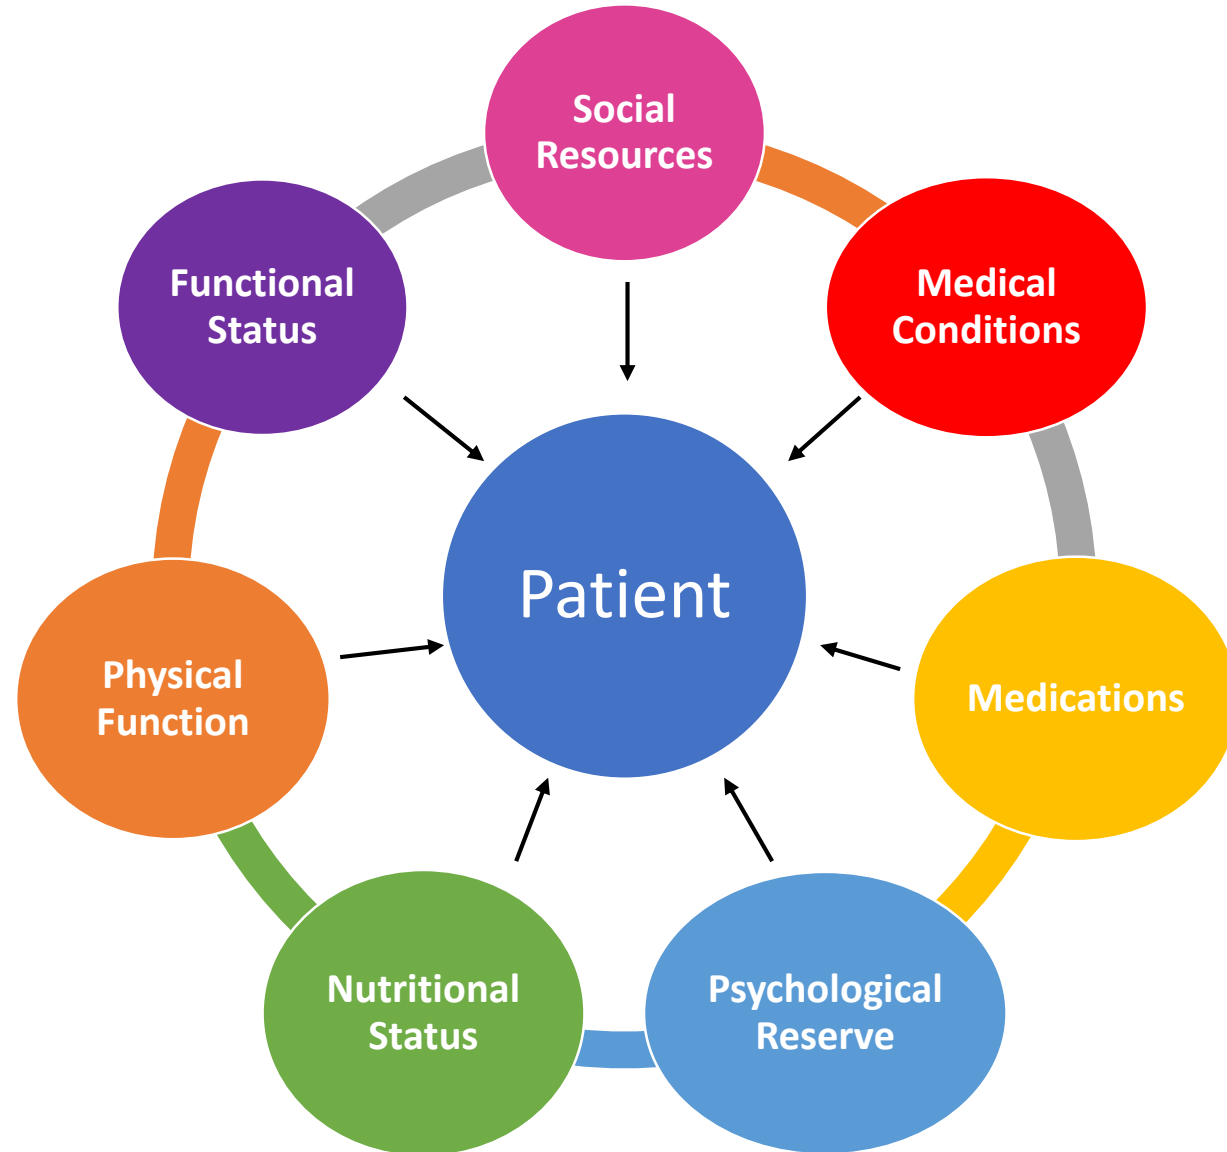 Social
Resources
Medical
Conditions
Medications
Psychological
Reserve
Nutritional
Status
Physical
Function
Functional
Status
Patient